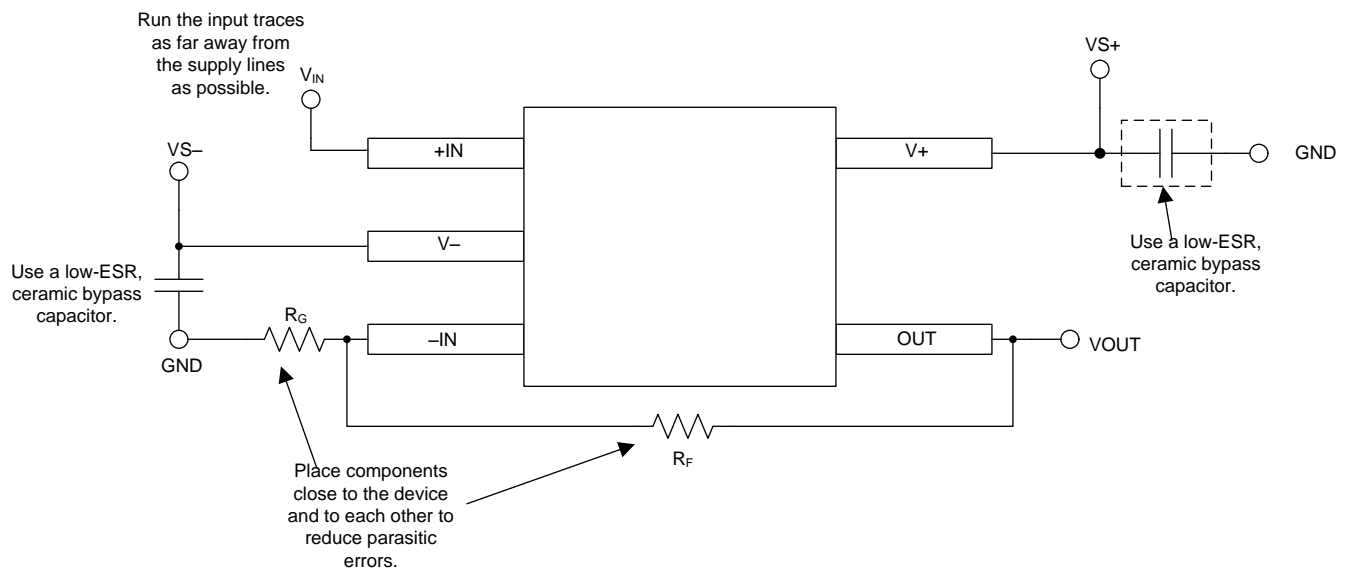 Run the input traces
as far away from
the supply lines
as possible.
VIN
VS+
VS–
+IN
V+
GND
V–
Use a low-ESR,
ceramic bypass
capacitor.
Use a low-ESR,
ceramic bypass
capacitor.
RG
–IN
OUT
VOUT
GND
RF
Place components
close to the device
and to each other to
reduce parasitic
errors.